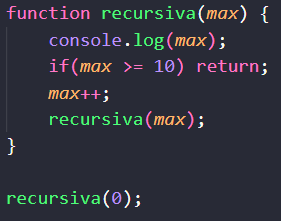 function recursiva(max) {
    console.log(max);
    if(max >= 10) return;
    max++;
    recursiva(max);
}
recursiva(0);